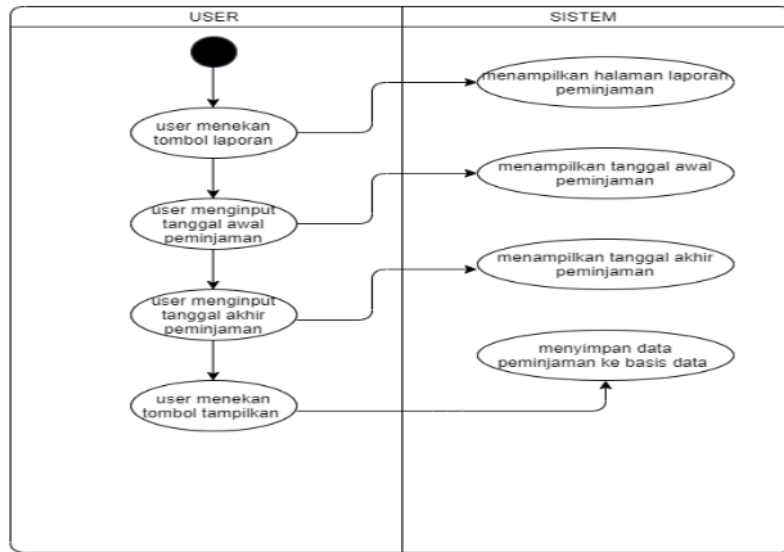 USER
SISTEM
menampilkan halaman laporan
peminjaman
user menekan
tombol laporan
menampilkan tanggal awal
peminjaman
user menginput
tanggal awal
peminjaman
menampilkan tanggal akhir
peminjaman
user menginput
tanggal akhir
peminjaman
menyimpan data
peminjaman ke basis data
user menekan
tombol tampilkan